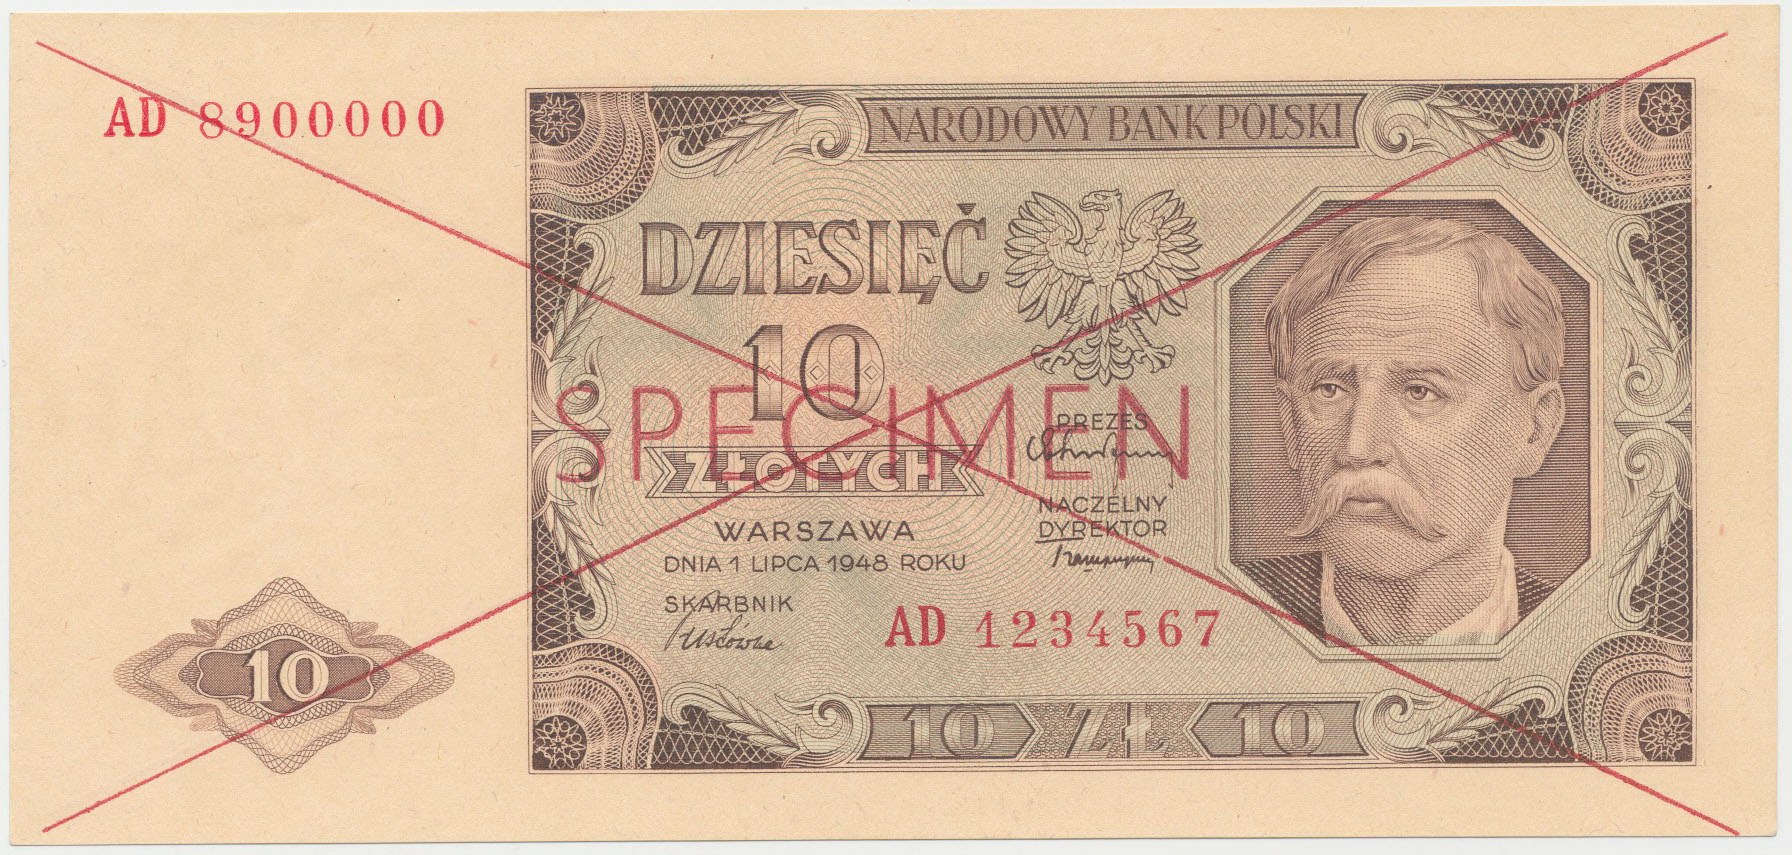 AD 8900000
NARODOWY BANK POLSKI
DZIESIĘĆ
10
SPECIMEN
ZŁOTYCH
PREZES
NACZELNY
DYREKTOR
WARSZAWA
DNIA 1 LIPCA 1948 ROKU
SKARBNIK
AD 1234567
10
10 ZŁ 10